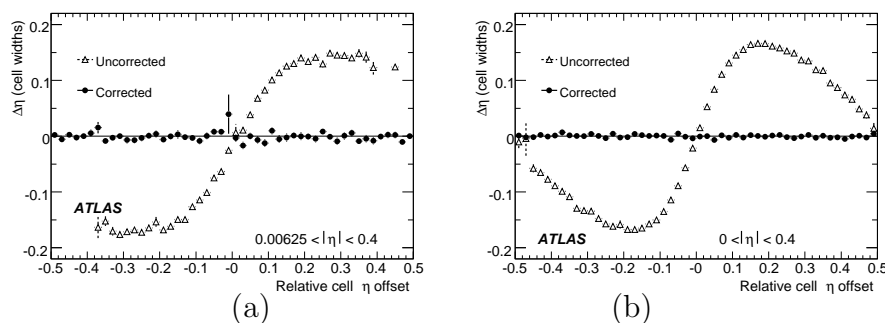 Δη (cell widths)
0.2
0.1
0
-0.1
-0.2
Uncorrected
Corrected
ATLAS
0.00625 < |η| < 0.4
-0.5 -0.4 -0.3 -0.2 -0.1 -0 0.1 0.2 0.3 0.4 0.5
Relative cell η offset
(a)
Δη (cell widths)
0.2
0.1
0
-0.1
-0.2
Uncorrected
Corrected
ATLAS
0 < |η| < 0.4
-0.5 -0.4 -0.3 -0.2 -0.1 -0 0.1 0.2 0.3 0.4 0.5
Relative cell η offset
(b)